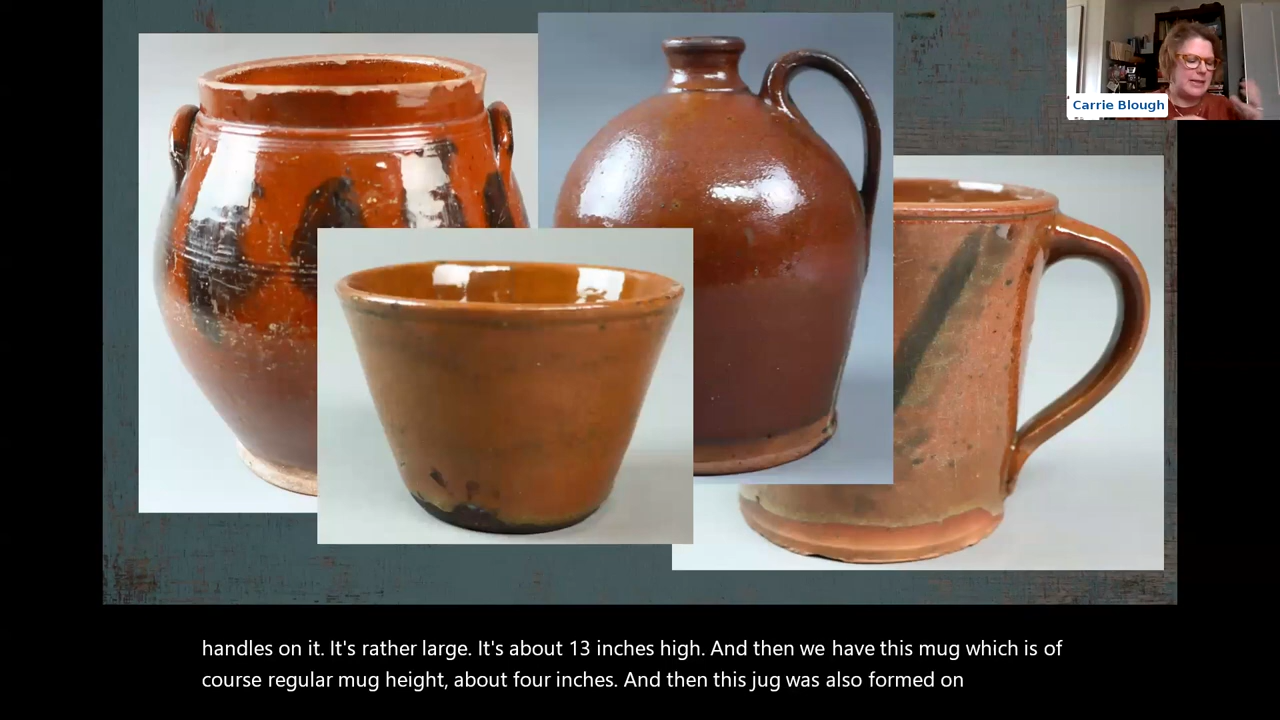 Carrie Blough
handles on it. It's rather large. It's about 13 inches high. And then we have this mug which is of
course regular mug height, about four inches. And then this jug was also formed on